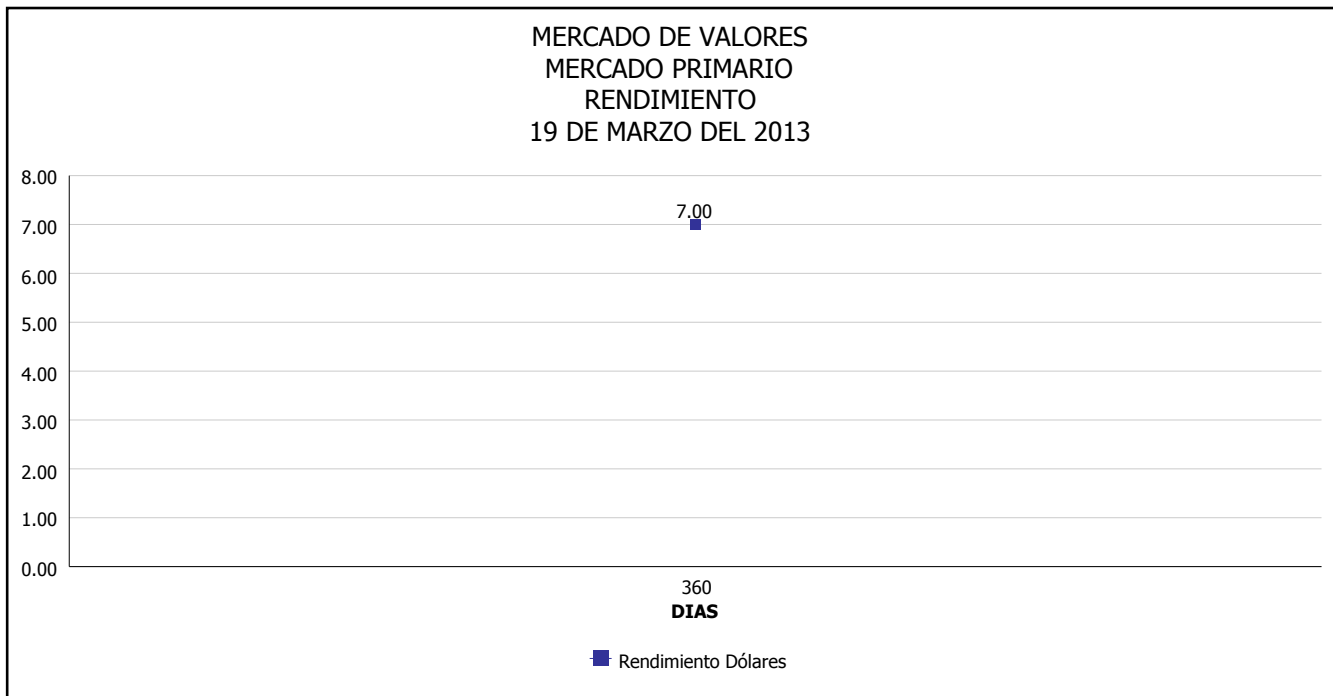 MERCADO DE VALORES
MERCADO PRIMARIO
RENDIMIENTO
19 DE MARZO DEL 2013
8.00
7.00
7.00
6.00
5.00
4.00
3.00
2.00
1.00
0.00
360
DIAS
Rendimiento Dólares